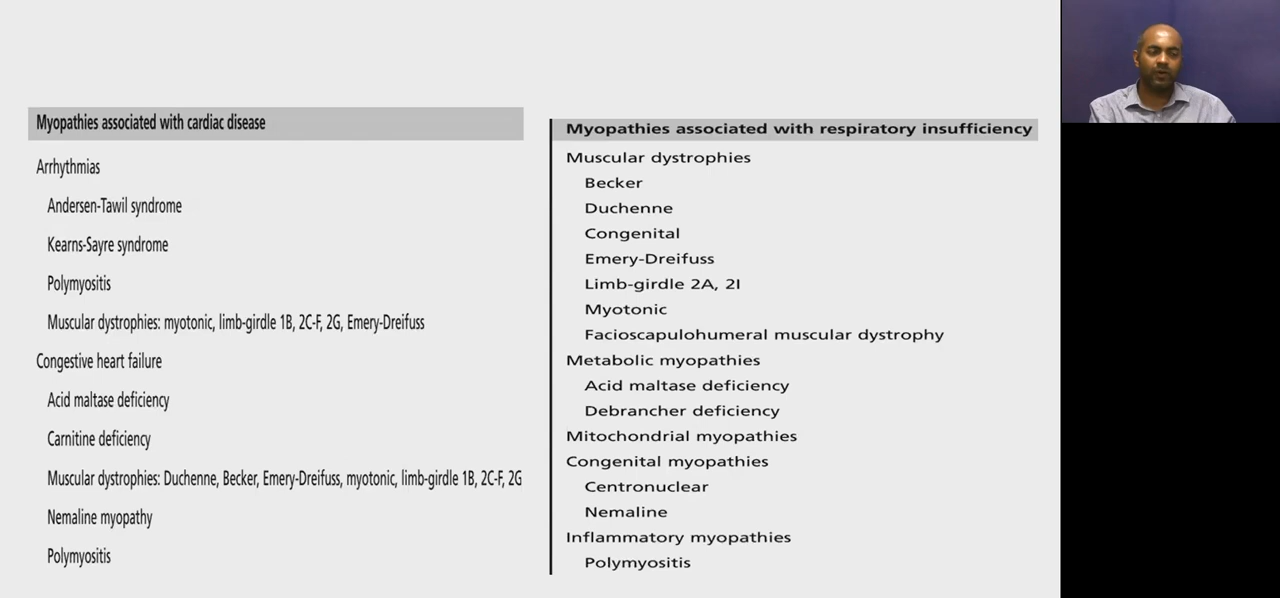 Myopathies associated with cardiac disease
Arrhythmias
Andersen-Tawil syndrome
Kearns-Sayre syndrome
Polymyositis
Muscular dystrophies: myotonic, limb-girdle 1B, 2C-F, 2G, Emery-Dreifuss
Congestive heart failure
Acid maltase deficiency
Carnitine deficiency
Muscular dystrophies: Duchenne, Becker, Emery-Dreifuss, myotonic, limb-girdle 1B, 2C-F, 2G
Nemaline myopathy
Polymyositis
Myopathies associated with respiratory insufficiency
Muscular dystrophies
Becker
Duchenne
Congenital
Emery-Dreifuss
Limb-girdle 2A, 2I
Myotonic
Facioscapulohumeral muscular dystrophy
Metabolic myopathies
Acid maltase deficiency
Debrancher deficiency
Mitochondrial myopathies
Congenital myopathies
Centronuclear
Nemaline
Inflammatory myopathies
Polymyositis